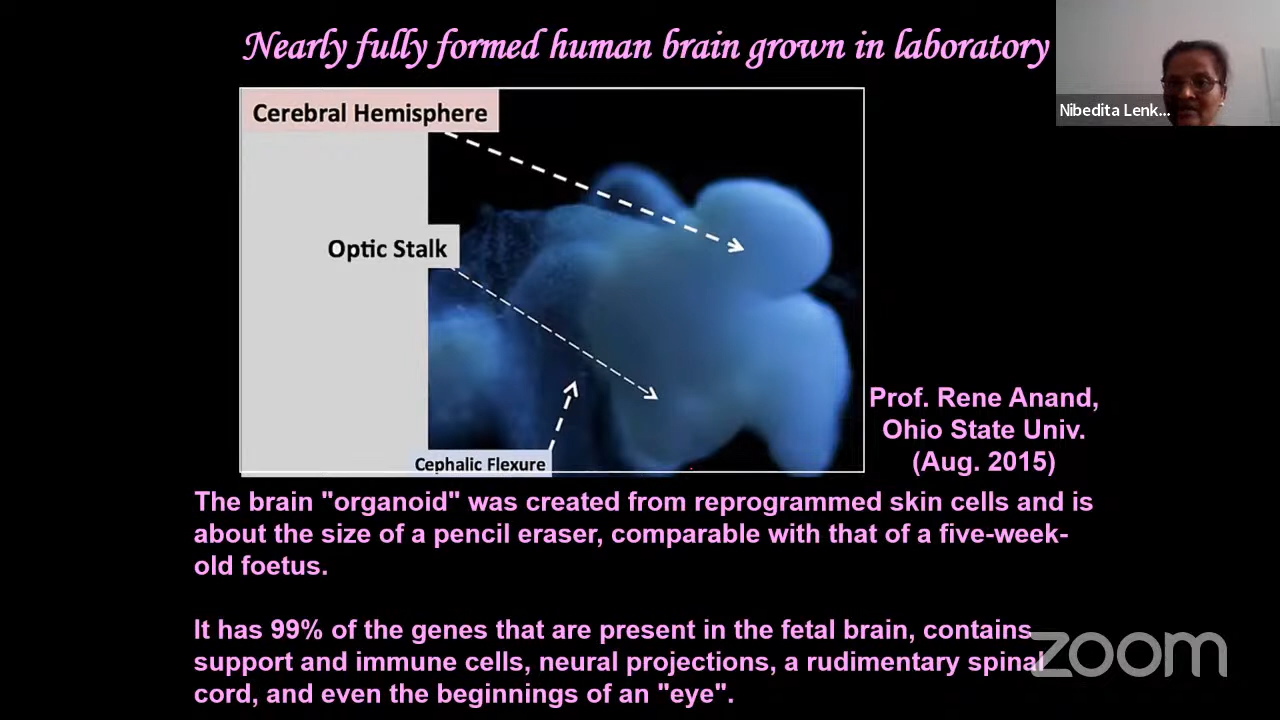 Nearly fully formed human brain grown in laboratory
Nibedita Lenk...
Cerebral Hemisphere
Optic Stalk
Cephalic Flexure
Prof. Rene Anand,
Ohio State Univ.
(Aug. 2015)
The brain "organoid" was created from reprogrammed skin cells and is
about the size of a pencil eraser, comparable with that of a five-week-
old foetus.
It has 99% of the genes that are present in the fetal brain, contains
support and immune cells, neural projections, a rudimentary spinal
cord, and even the beginnings of an "eye".
zoom